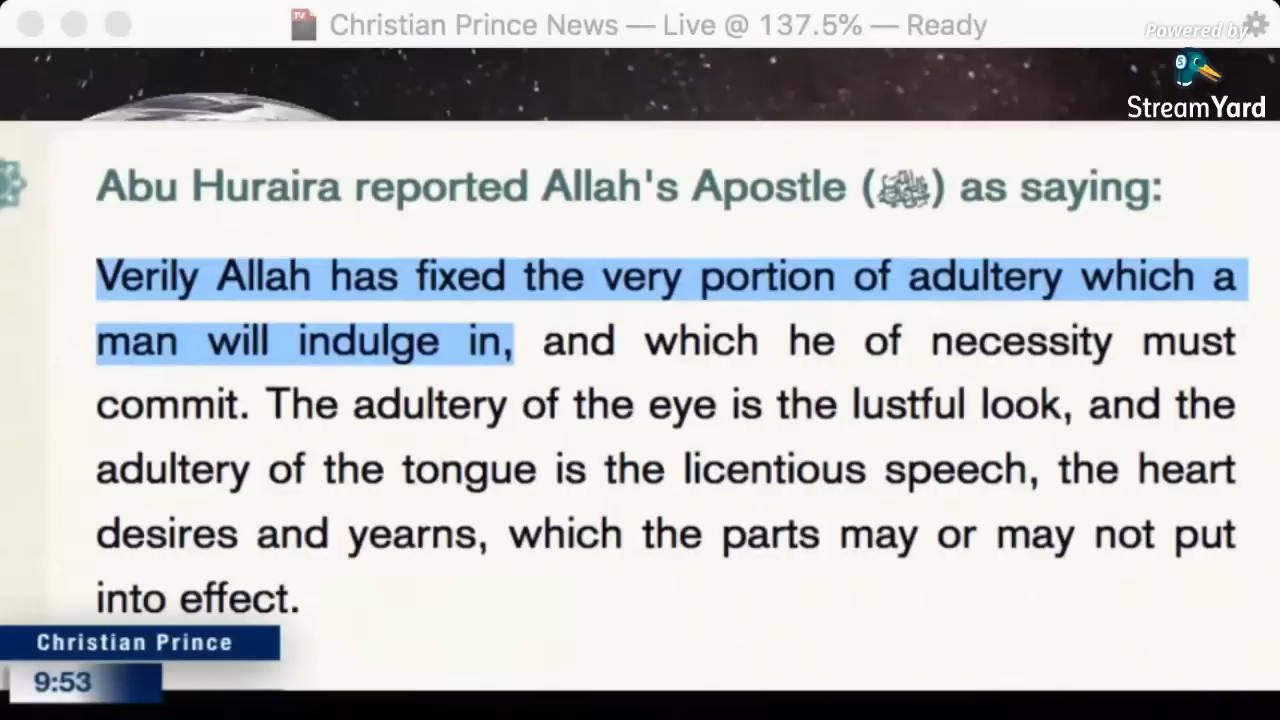 Christian Prince News — Live @ 137.5% — Ready
Powered by
StreamYard
Abu Huraira reported Allah's Apostle (ﷺ) as saying:
Verily Allah has fixed the very portion of adultery which a
man will indulge in, and which he of necessity must
commit. The adultery of the eye is the lustful look, and the
adultery of the tongue is the licentious speech, the heart
desires and yearns, which the parts may or may not put
into effect.
Christian Prince
9:53